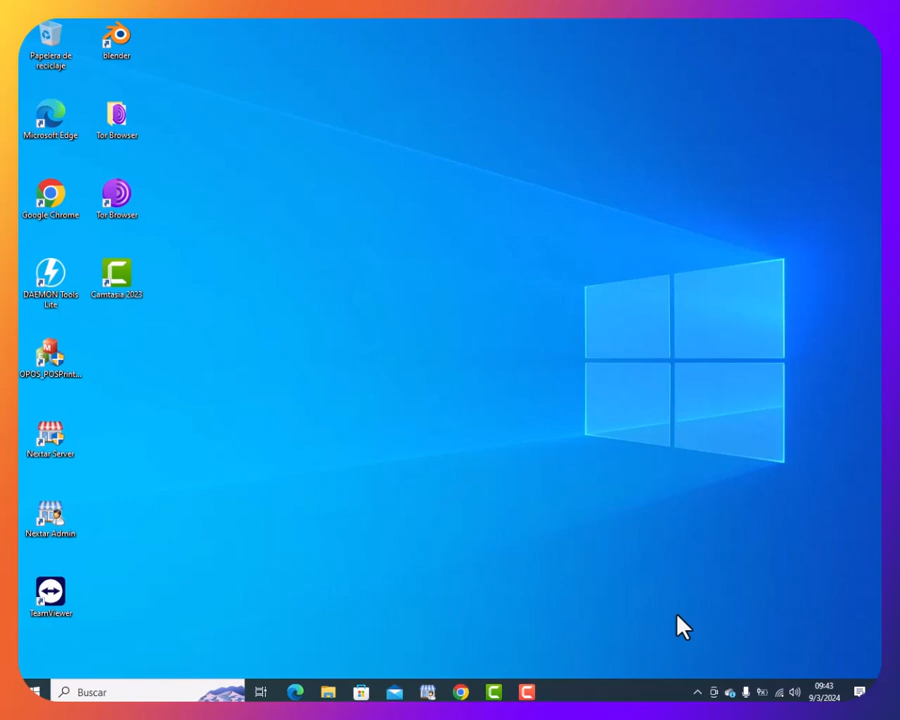 Papelera de
reciclaje
blender
Microsoft Edge
Tor Browser
Google Chrome
Tor Browser
DAEMON Tools
Lite
Camtasia 2023
OPOS_POSPrint...
Nextar Server
Nextar Admin
TeamViewer
Buscar
09:43
9/3/2024